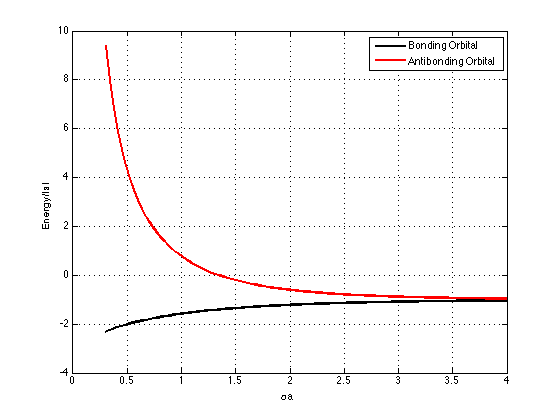 10
8
6
4
2
0
-2
-4
Energy/|s|
Bonding Orbital
Antibonding Orbital
0 0.5 1 1.5 2 2.5 3 3.5 4
σa